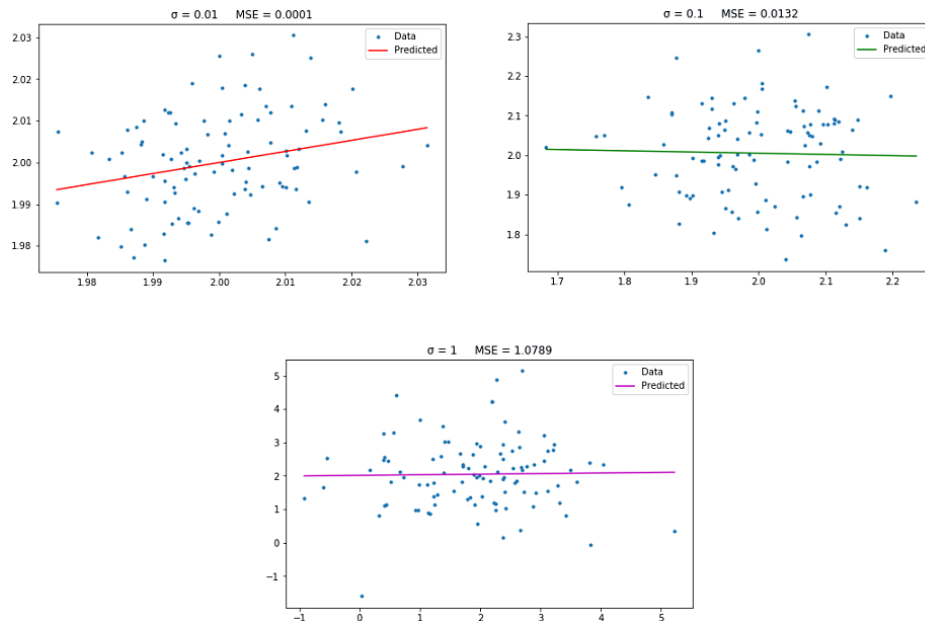 σ = 0.01 MSE = 0.0001
2.03
2.02
2.01
2.00
1.99
1.98
Data
Predicted
1.98 1.99 2.00 2.01 2.02 2.03
σ = 0.1 MSE = 0.0132
2.3
2.2
2.1
2.0
1.9
1.8
Data
Predicted
1.7 1.8 1.9 2.0 2.1 2.2
σ = 1 MSE = 1.0789
5
4
3
2
1
0
−1
Data
Predicted
−1 0 1 2 3 4 5